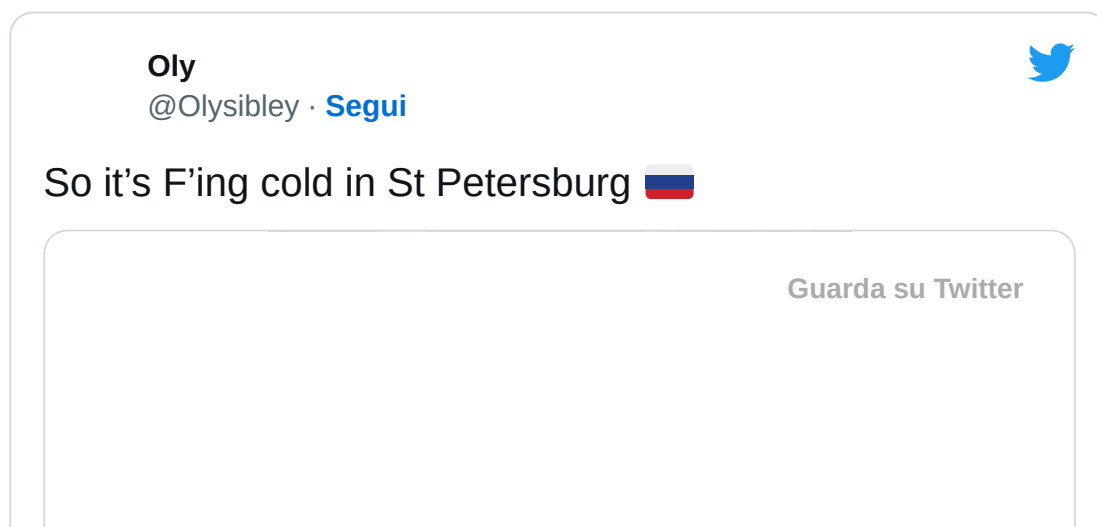 Oly
@Olysibley · Segui
So it’s F’ing cold in St Petersburg 🇷🇺
Guarda su Twitter